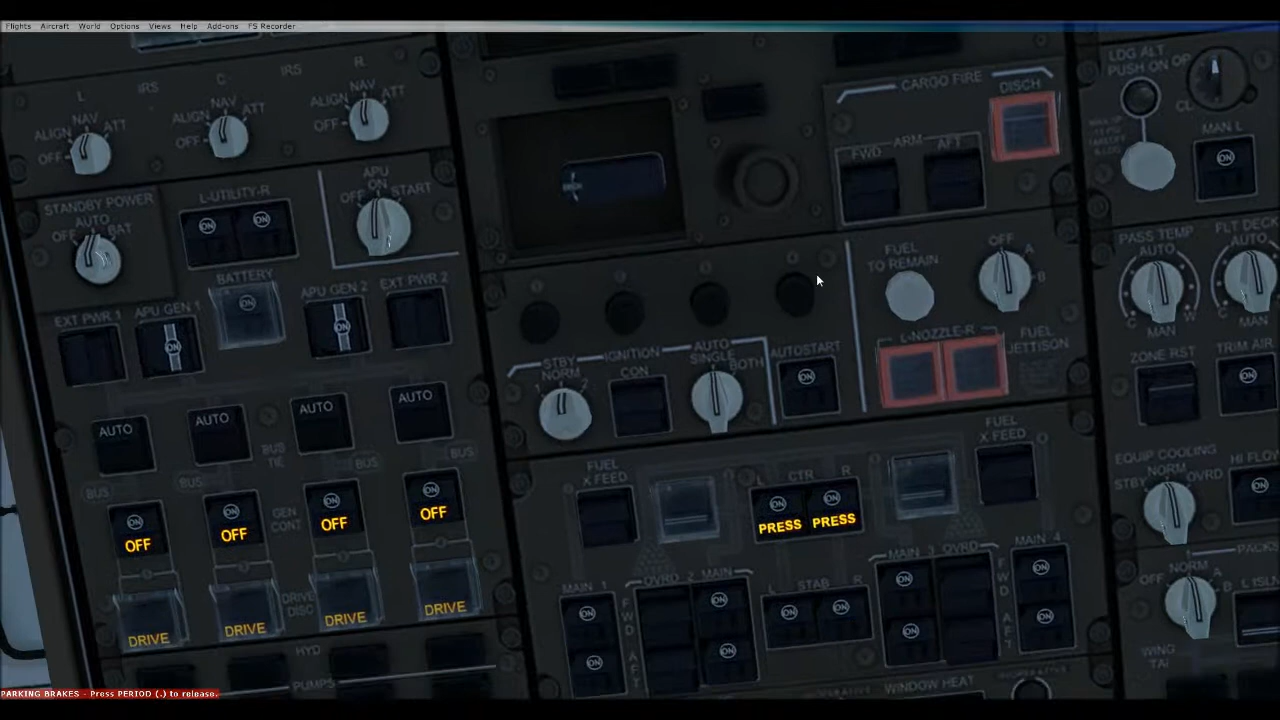 Flights Aircraft World Options Views Help Add-ons FS Recorder
L IRS C IRS R
OFF ALIGN NAV ATT
OFF ALIGN NAV ATT
OFF ALIGN NAV ATT
STANDBY POWER
OFF AUTO BAT
L-UTILITY-R
ON ON
APU
OFF ON START
BATTERY
ON
EXT PWR 1
APU GEN 1
ON
APU GEN 2
ON
EXT PWR 2
AUTO AUTO AUTO AUTO
BUS TIE
BUS BUS BUS BUS
ON ON ON ON
OFF OFF OFF OFF
GEN CONT
DRIVE DRIVE DRIVE DRIVE
DRIVE DISC
HYD
PUMPS
CARGO FIRE
DISCH
ARM
FWD AFT
STBY IGNITION AUTO
NORM CON SINGLE BOTH
1 2
AUTOSTART
ON
FUEL TO REMAIN
OFF A B
L-NOZZLE-R
FUEL JETTISON
FUEL X FEED
L CTR R
ON ON
PRESS PRESS
FUEL X FEED
MAIN 1
OVRD 2 MAIN
L STAB R
MAIN 3 OVRD
MAIN 4
FWD AFT
FWD AFT
ON ON ON ON ON ON ON ON ON ON
WINDOW HEAT
LDG ALT
PUSH ON
MAN L
ON
PASS TEMP
AUTO
C W
MAN
FLT DECK
AUTO
C
MAN
ZONE RST
TRIM AIR
ON
EQUIP COOLING
STBY NORM OVRD
HI FLOW
ON
PACKS
OFF NORM A B
WING
PARKING BRAKES - Press PERIOD (.) to release.